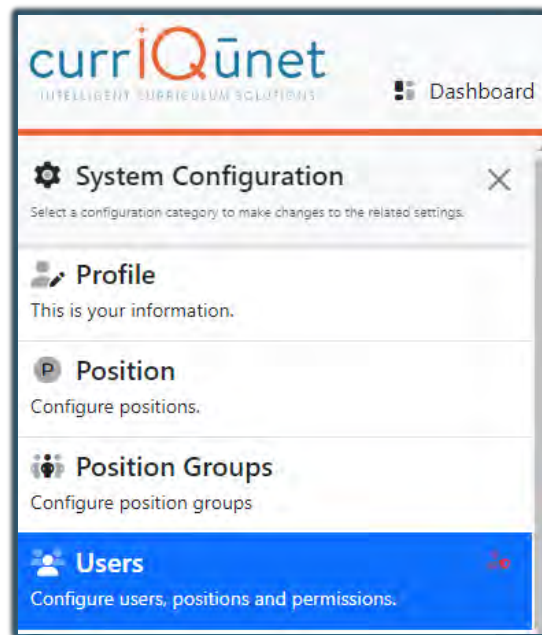 currIQūnet
INTELLIGENT CURRICULUM SOLUTIONS
Dashboard
System Configuration
Select a configuration category to make changes to the related settings.
Profile
This is your information.
P Position
Configure positions.
Position Groups
Configure position groups
Users
Configure users, positions and permissions.